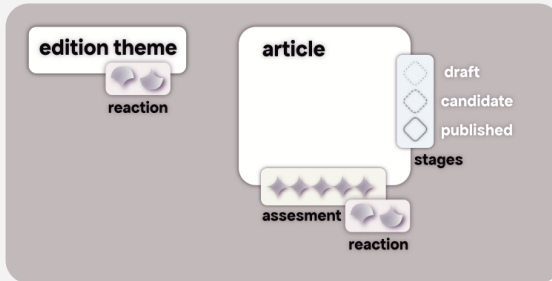 edition theme
reaction
article
draft
candidate
published
stages
assesment
reaction